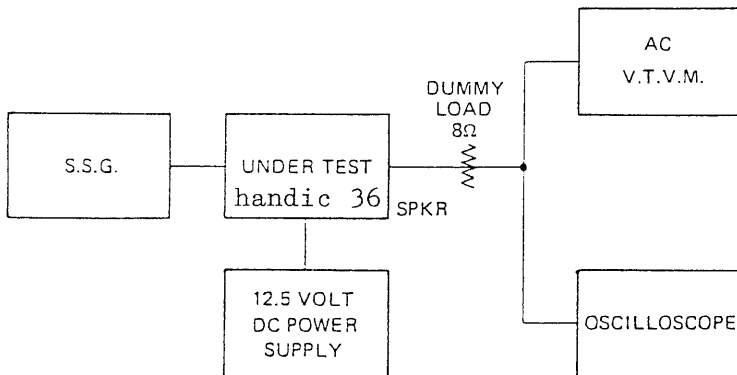 AC
V.T.V.M.
DUMMY
LOAD
8Ω
S.S.G.
UNDER TEST
handic 36
SPKR
12.5 VOLT
DC POWER
SUPPLY
OSCILLOSCOPE